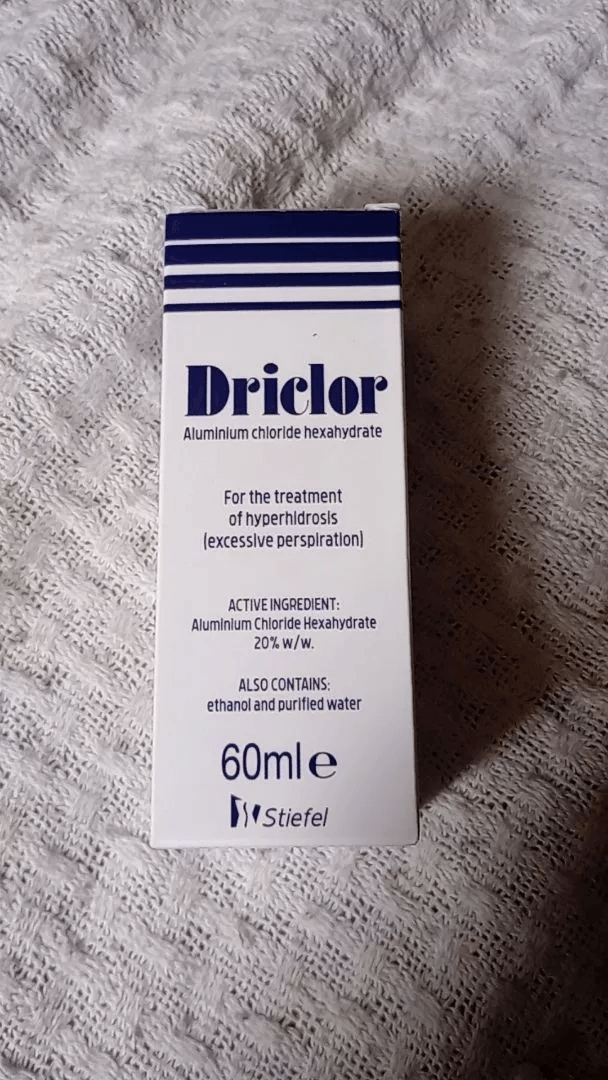 Driclor
Aluminium chloride hexahydrate
For the treatment
of hyperhidrosis
(excessive perspiration)
ACTIVE INGREDIENT:
Aluminium Chloride Hexahydrate
20% w/w.
ALSO CONTAINS:
ethanol and purified water
60ml e
Stiefel